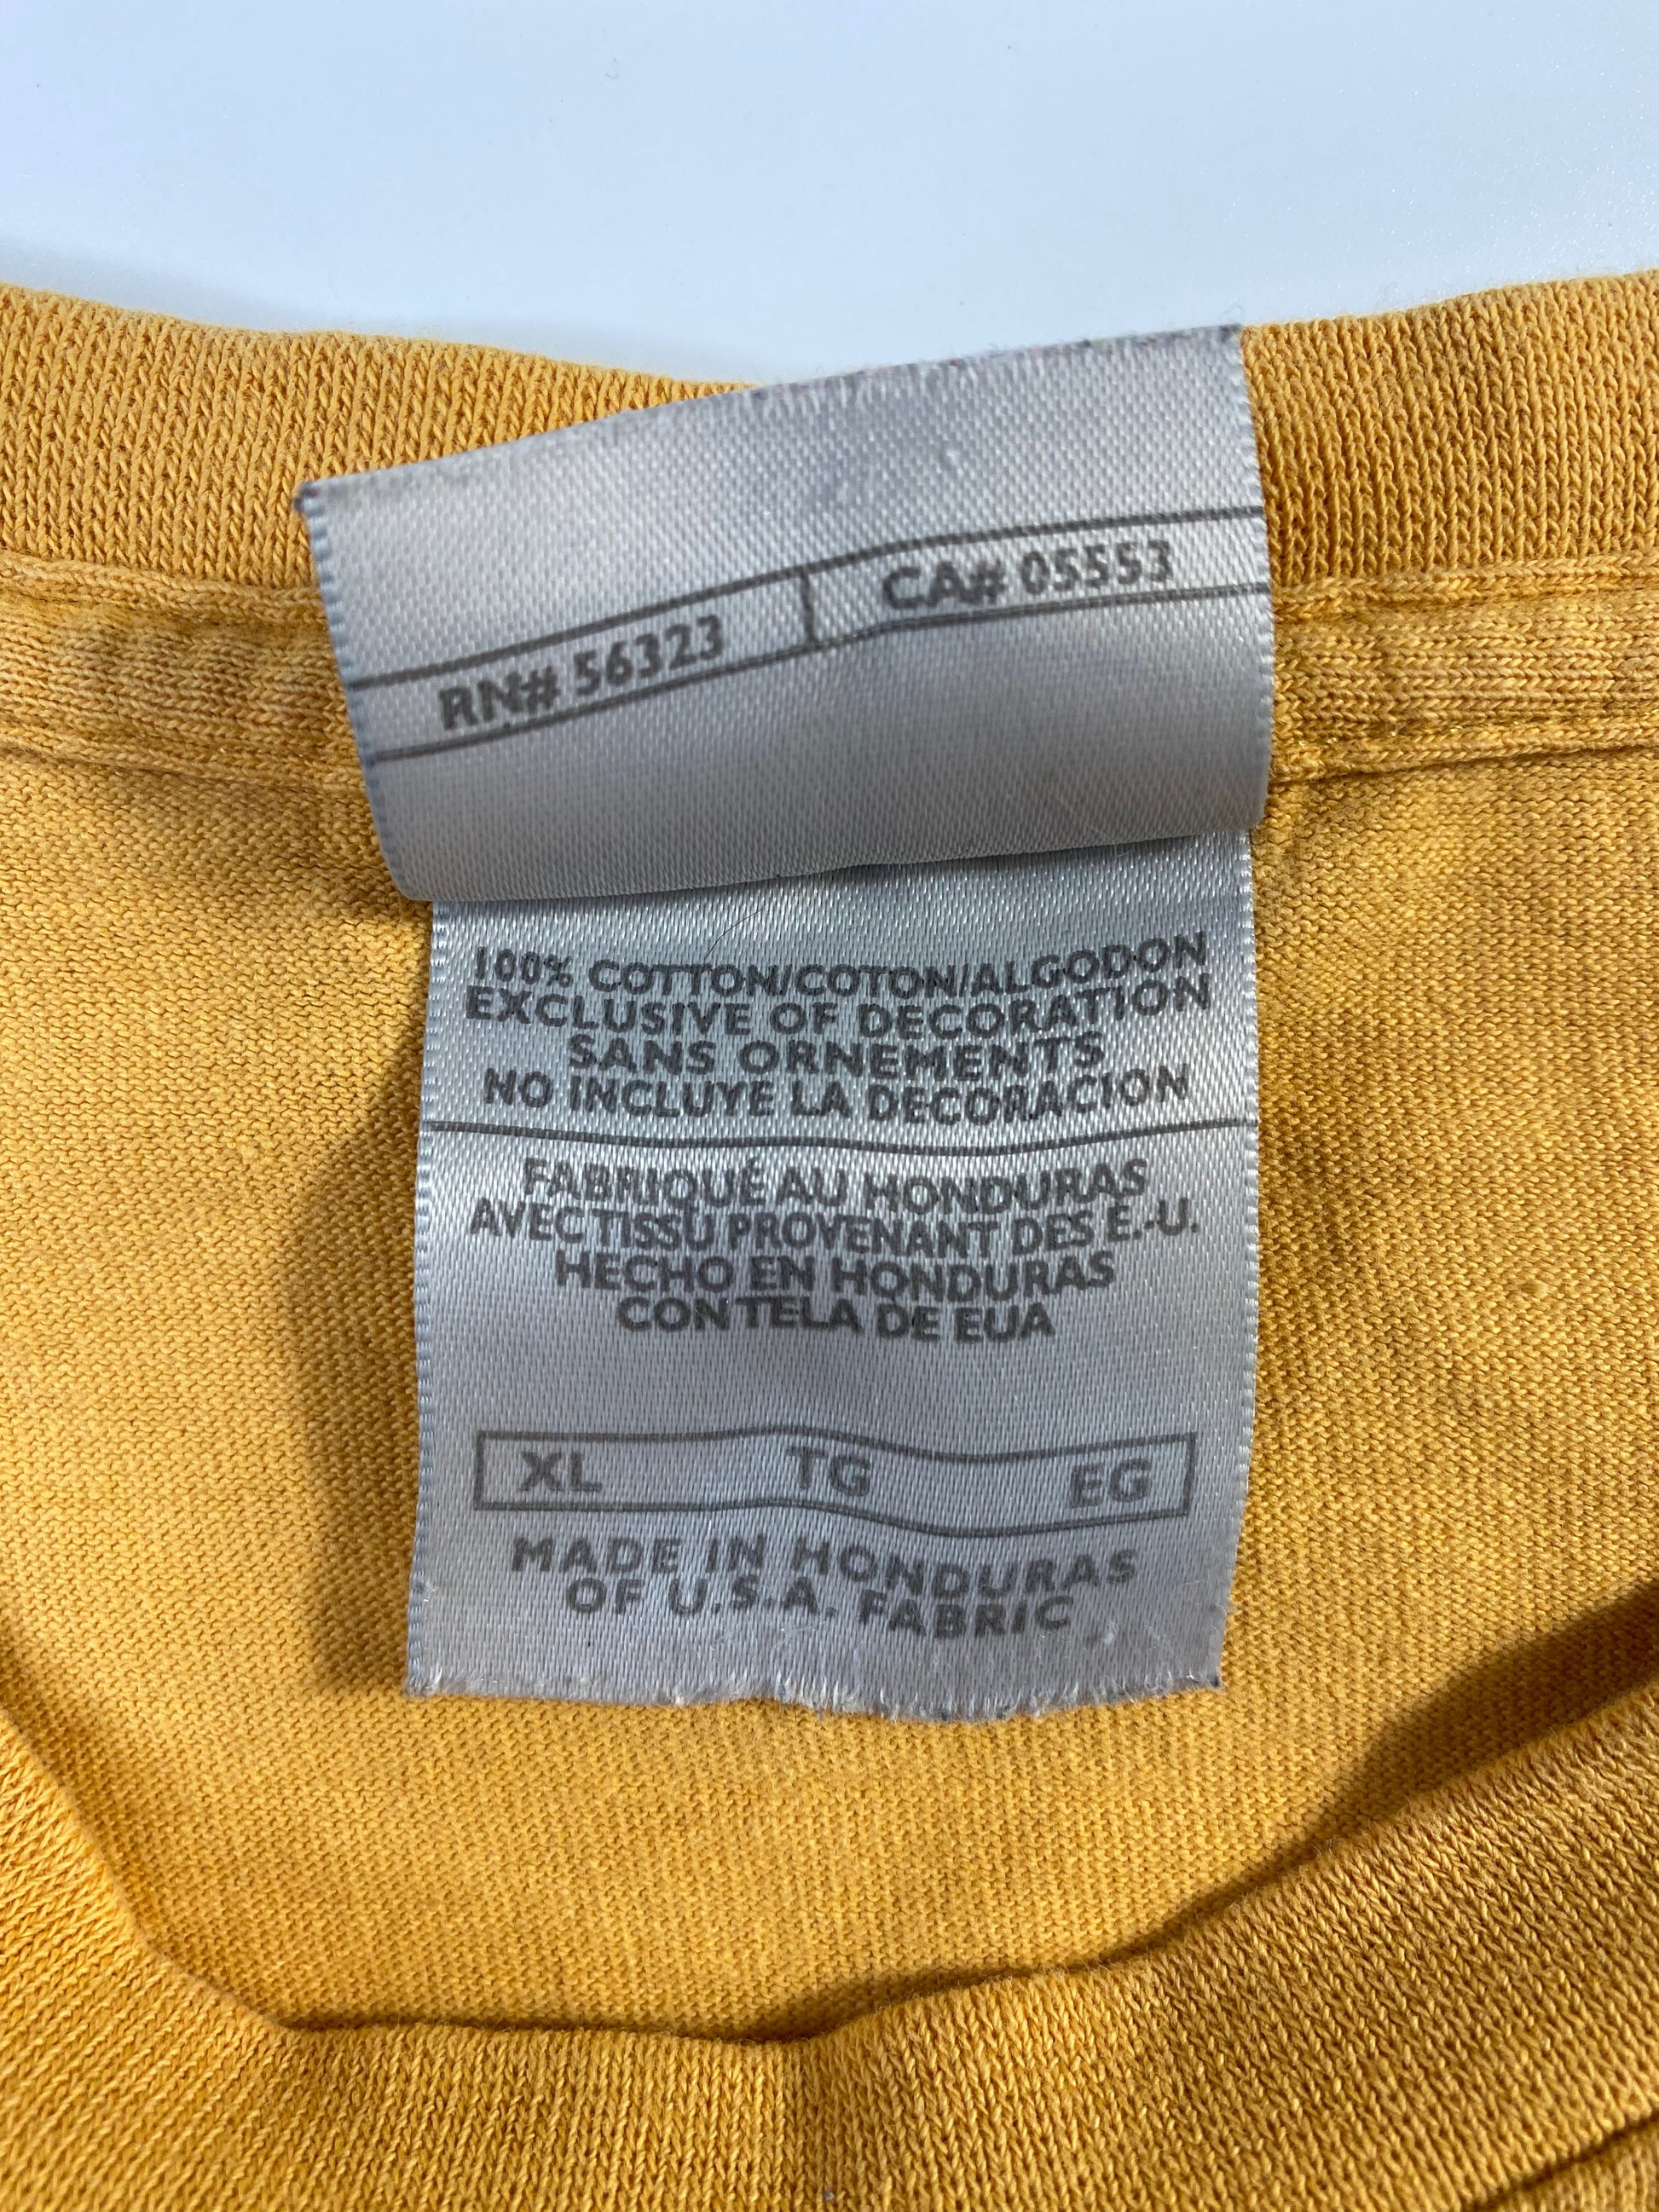 RN# 56323 CA# 05553
100% COTTON/COTON/ALGODON
EXCLUSIVE OF DECORATION
SANS ORNEMENTS
NO INCLUYE LA DECORACION
FABRIQUÉ AU HONDURAS
AVEC TISSU PROVENANT DES E.-U.
HECHO EN HONDURAS
CON TELA DE EUA
XL TG EG
MADE IN HONDURAS
OF U.S.A. FABRIC